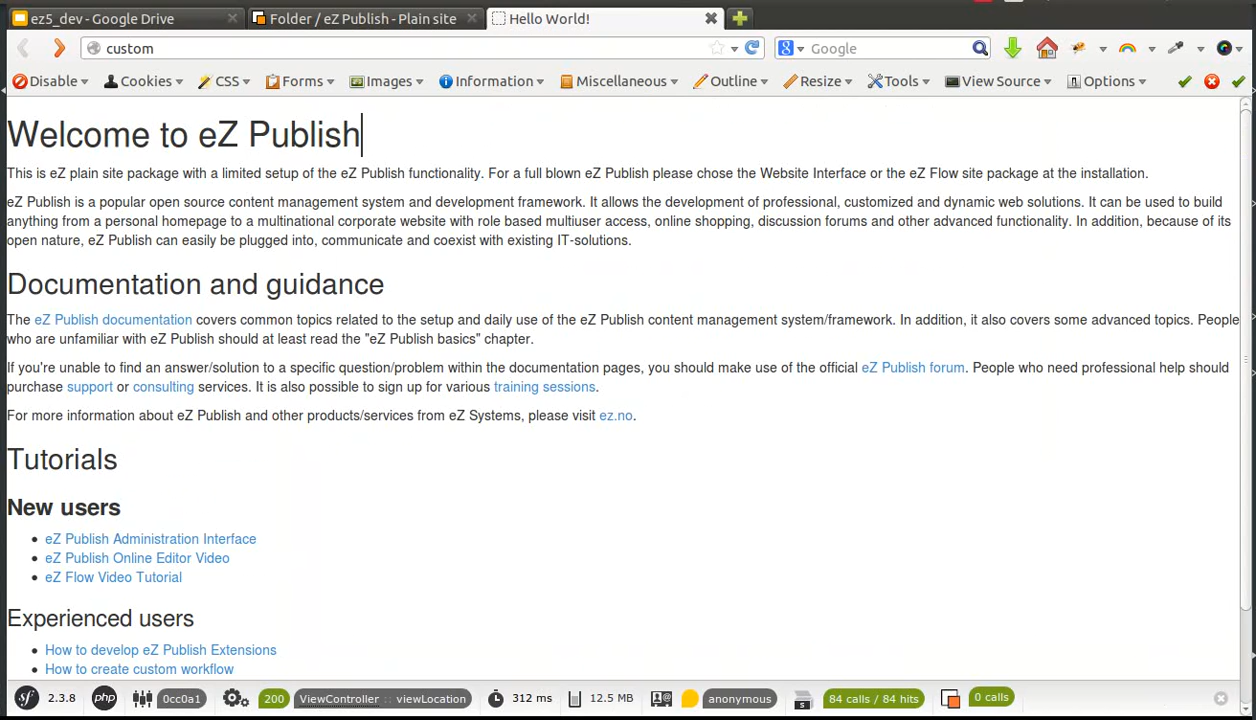 ez5_dev - Google Drive
Folder / eZ Publish - Plain site
Hello World!
custom
Google
Disable
Cookies
CSS
Forms
Images
Information
Miscellaneous
Outline
Resize
Tools
View Source
Options
Welcome to eZ Publish
This is eZ plain site package with a limited setup of the eZ Publish functionality. For a full blown eZ Publish please chose the Website Interface or the eZ Flow site package at the installation.
eZ Publish is a popular open source content management system and development framework. It allows the development of professional, customized and dynamic web solutions. It can be used to build
anything from a personal homepage to a multinational corporate website with role based multiuser access, online shopping, discussion forums and other advanced functionality. In addition, because of its
open nature, eZ Publish can easily be plugged into, communicate and coexist with existing IT-solutions.
Documentation and guidance
The eZ Publish documentation covers common topics related to the setup and daily use of the eZ Publish content management system/framework. In addition, it also covers some advanced topics. People
who are unfamiliar with eZ Publish should at least read the "eZ Publish basics" chapter.
If you're unable to find an answer/solution to a specific question/problem within the documentation pages, you should make use of the official eZ Publish forum. People who need professional help should
purchase support or consulting services. It is also possible to sign up for various training sessions.
For more information about eZ Publish and other products/services from eZ Systems, please visit ez.no.
Tutorials
New users
eZ Publish Administration Interface
eZ Publish Online Editor Video
eZ Flow Video Tutorial
Experienced users
How to develop eZ Publish Extensions
How to create custom workflow
sf 2.3.8 php 0cc0a1 200 ViewController :: viewLocation 312 ms 12.5 MB anonymous s 84 calls / 84 hits 0 calls